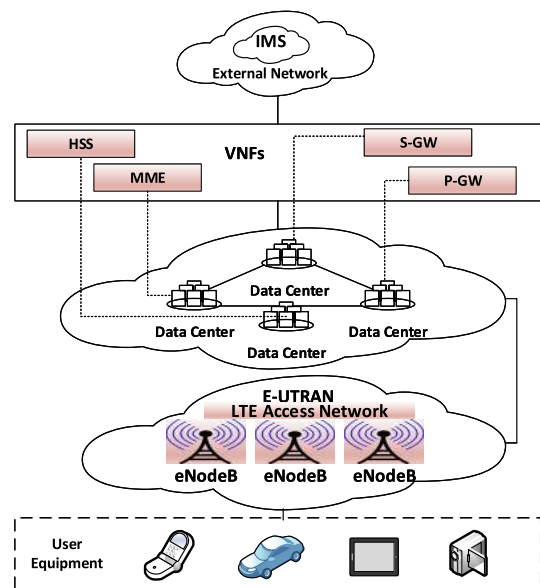 IMS
External Network
HSS
VNFs
S-GW
MME
P-GW
Data Center
Data Center
Data Center
Data Center
E-UTRAN
LTE Access Network
eNodeB
eNodeB
eNodeB
User
Equipment